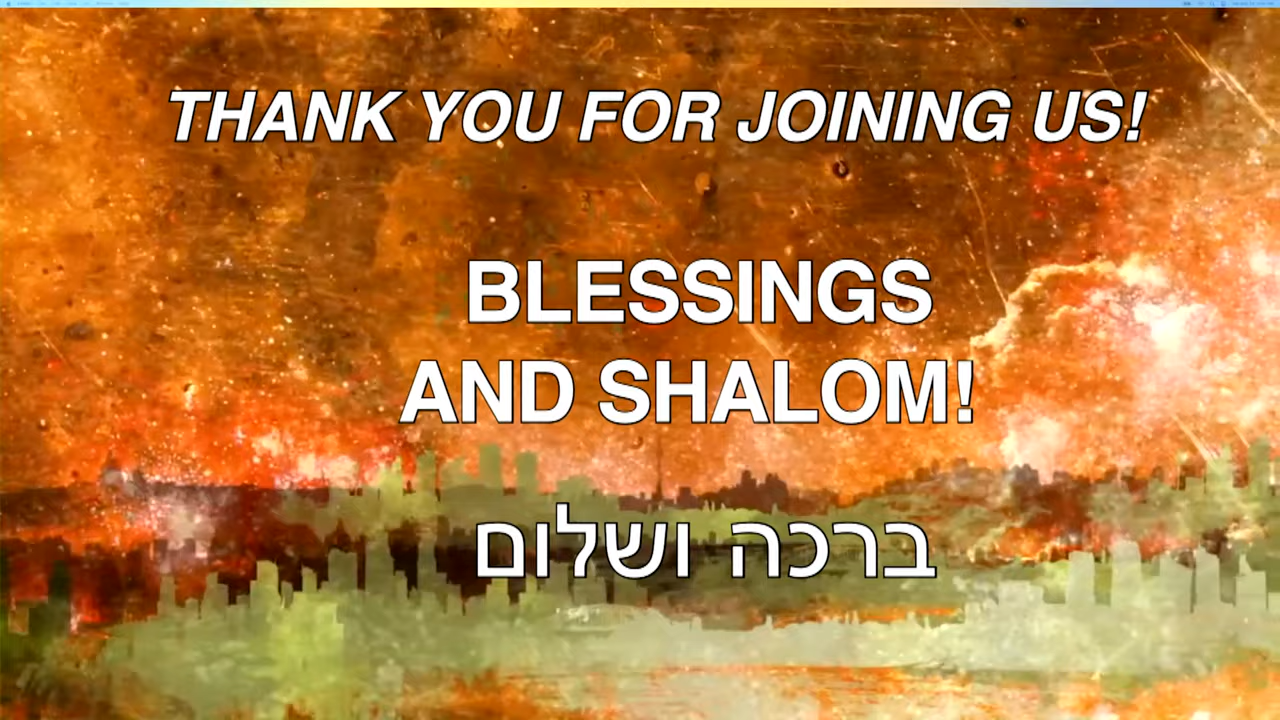 THANK YOU FOR JOINING US!
BLESSINGS
AND SHALOM!
ברכה ושלום